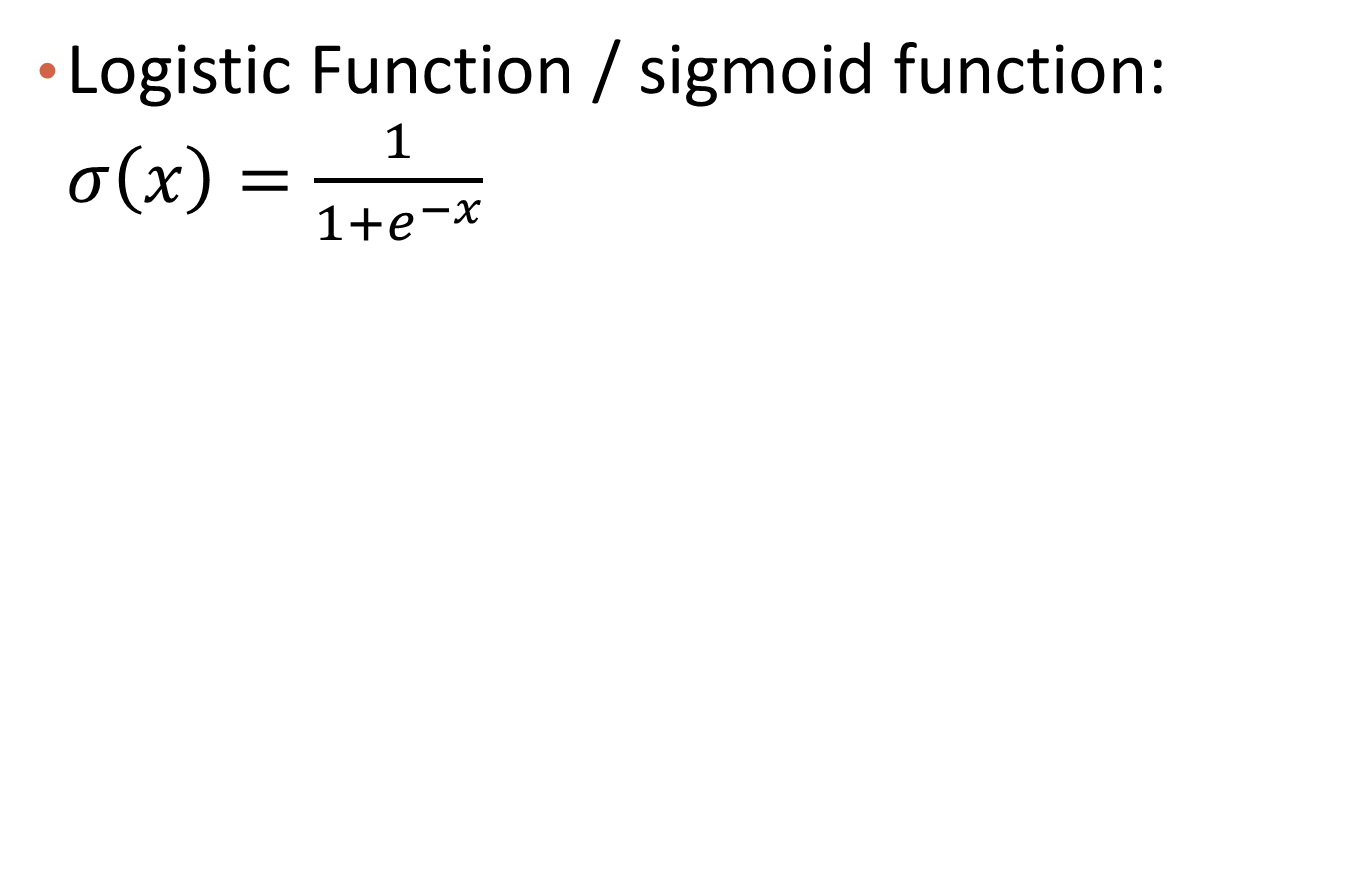 •Logistic Function / sigmoid function:
𝜎(𝑥) = 1/(1+𝑒^−𝑥)